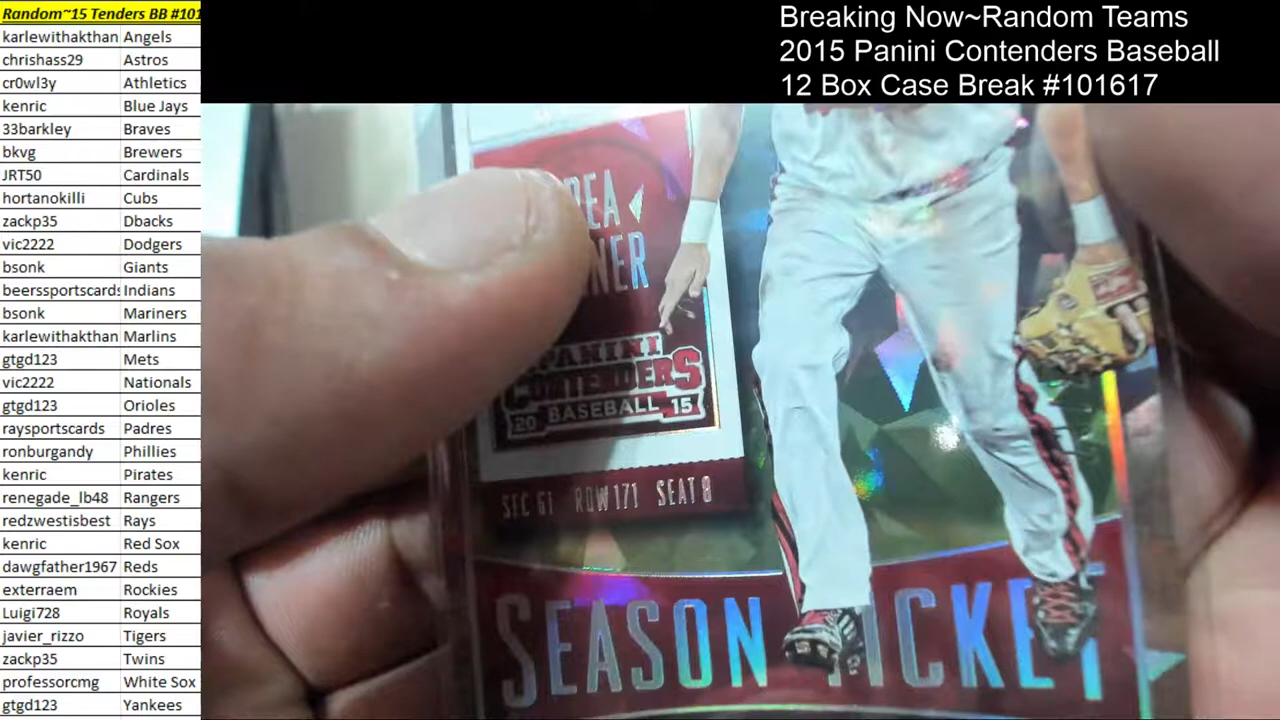 Random~15 Tenders BB #101
karlewithakthan Angels
chrishass29 Astros
cr0wl3y Athletics
kenric Blue Jays
33barkley Braves
bkvg Brewers
JRT50 Cardinals
hortanokilli Cubs
zackp35 Dbacks
vic2222 Dodgers
bsonk Giants
beerssportscards Indians
bsonk Mariners
karlewithakthan Marlins
gtgd123 Mets
vic2222 Nationals
gtgd123 Orioles
raysportscards Padres
ronburgandy Phillies
kenric Pirates
renegade_lb48 Rangers
redzwestisbest Rays
kenric Red Sox
dawgfather1967 Reds
exterraem Rockies
Luigi728 Royals
javier_rizzo Tigers
zackp35 Twins
professorcmg White Sox
gtgd123 Yankees
Breaking Now~Random Teams
2015 Panini Contenders Baseball
12 Box Case Break #101617
PANINI
CONTENDERS
20 BASEBALL 15
SEC 61 ROW 171 SEAT 8
SEASON TICKET